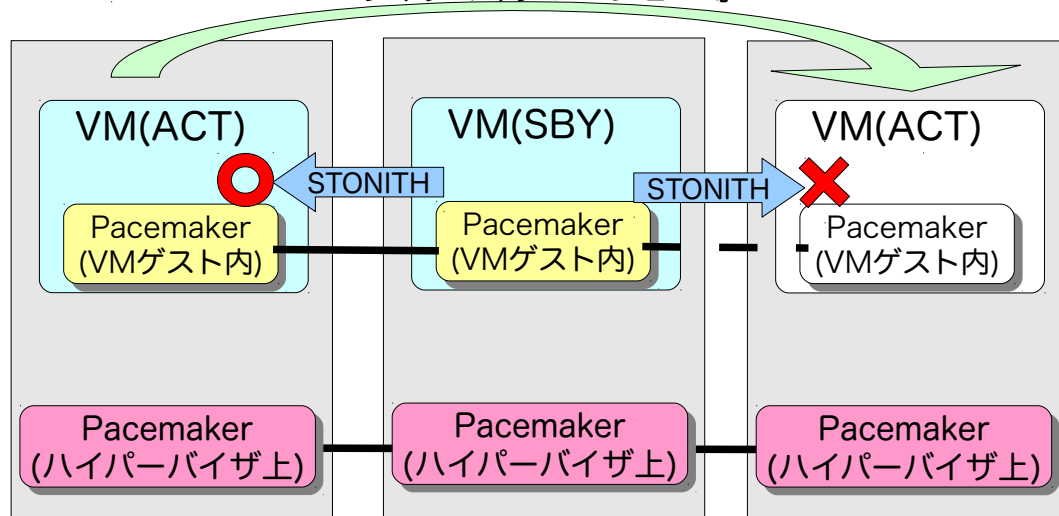 VM(ACT)
VM(SBY)
VM(ACT)
STONITH
STONITH
Pacemaker
(VMゲスト内)
Pacemaker
(VMゲスト内)
Pacemaker
(VMゲスト内)
Pacemaker
(ハイパーバイザ上)
Pacemaker
(ハイパーバイザ上)
Pacemaker
(ハイパーバイザ上)